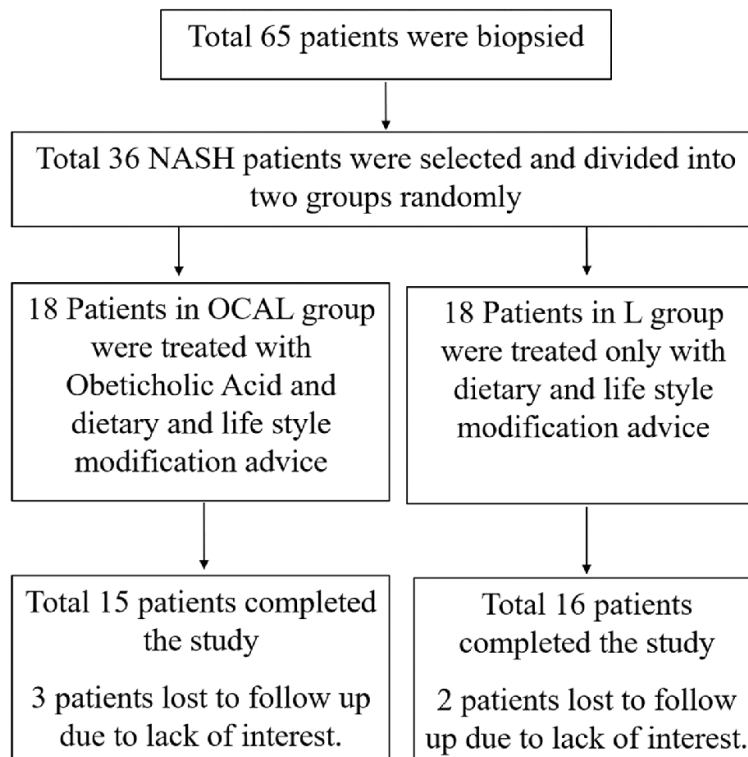 Total 65 patients were biopsied
Total 36 NASH patients were selected and divided into
two groups randomly
18 Patients in OCAL group
were treated with
Obeticholic Acid and
dietary and life style
modification advice
18 Patients in L group
were treated only with
dietary and life style
modification advice
Total 15 patients completed
the study
3 patients lost to follow up
due to lack of interest.
Total 16 patients
completed the study
2 patients lost to follow
up due to lack of interest.